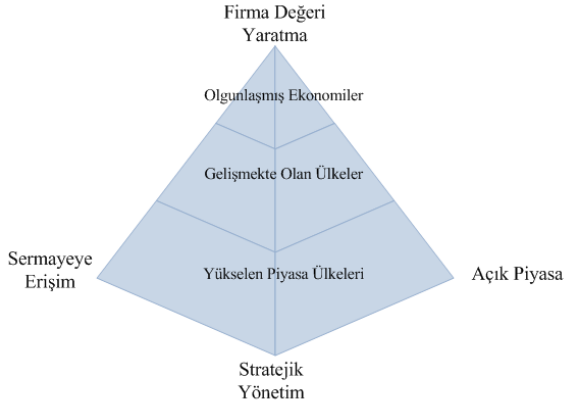 Firma Değeri
Yaratma
Olgunlaşmış Ekonomiler
Gelişmekte Olan Ülkeler
Sermayeye
Erişim
Yükselen Piyasa Ülkeleri
Açık Piyasa
Stratejik
Yönetim